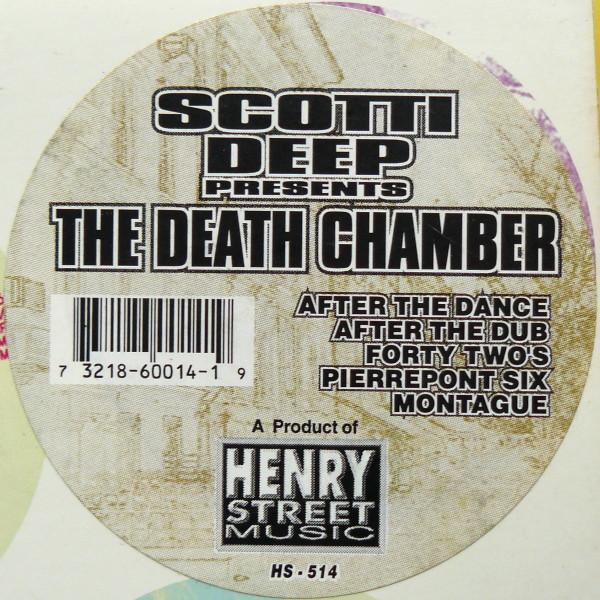 SCOTTI
DEEP
PRESENTS
THE DEATH CHAMBER
AFTER THE DANCE
AFTER THE DUB
FORTY TWO'S
PIERREPONT SIX
MONTAGUE
7 3218-60014-1 9
A Product of
HENRY
STREET
MUSIC
HS - 514